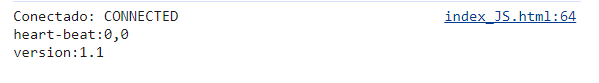 Conectado: CONNECTED index_JS.html:64
heart-beat:0,0
version:1.1